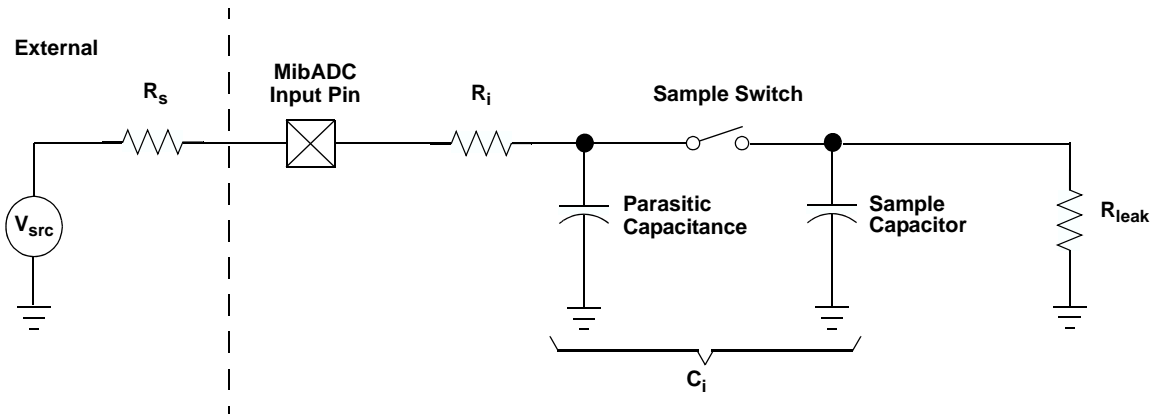 External
MibADC
Input Pin
Rs
Ri
Sample Switch
Vsrc
Parasitic
Capacitance
Sample
Capacitor
Rleak
Ci